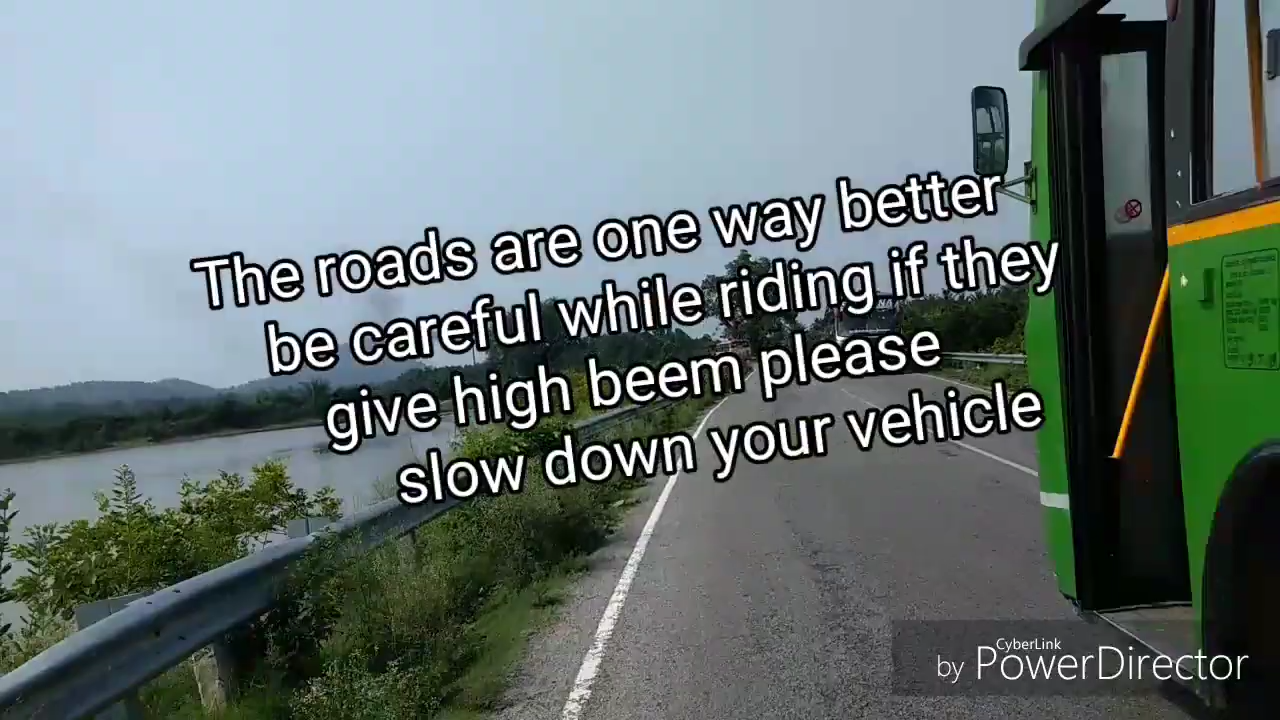 The roads are one way better
be careful while riding if they
give high beem please
slow down your vehicle
CyberLink
by PowerDirector